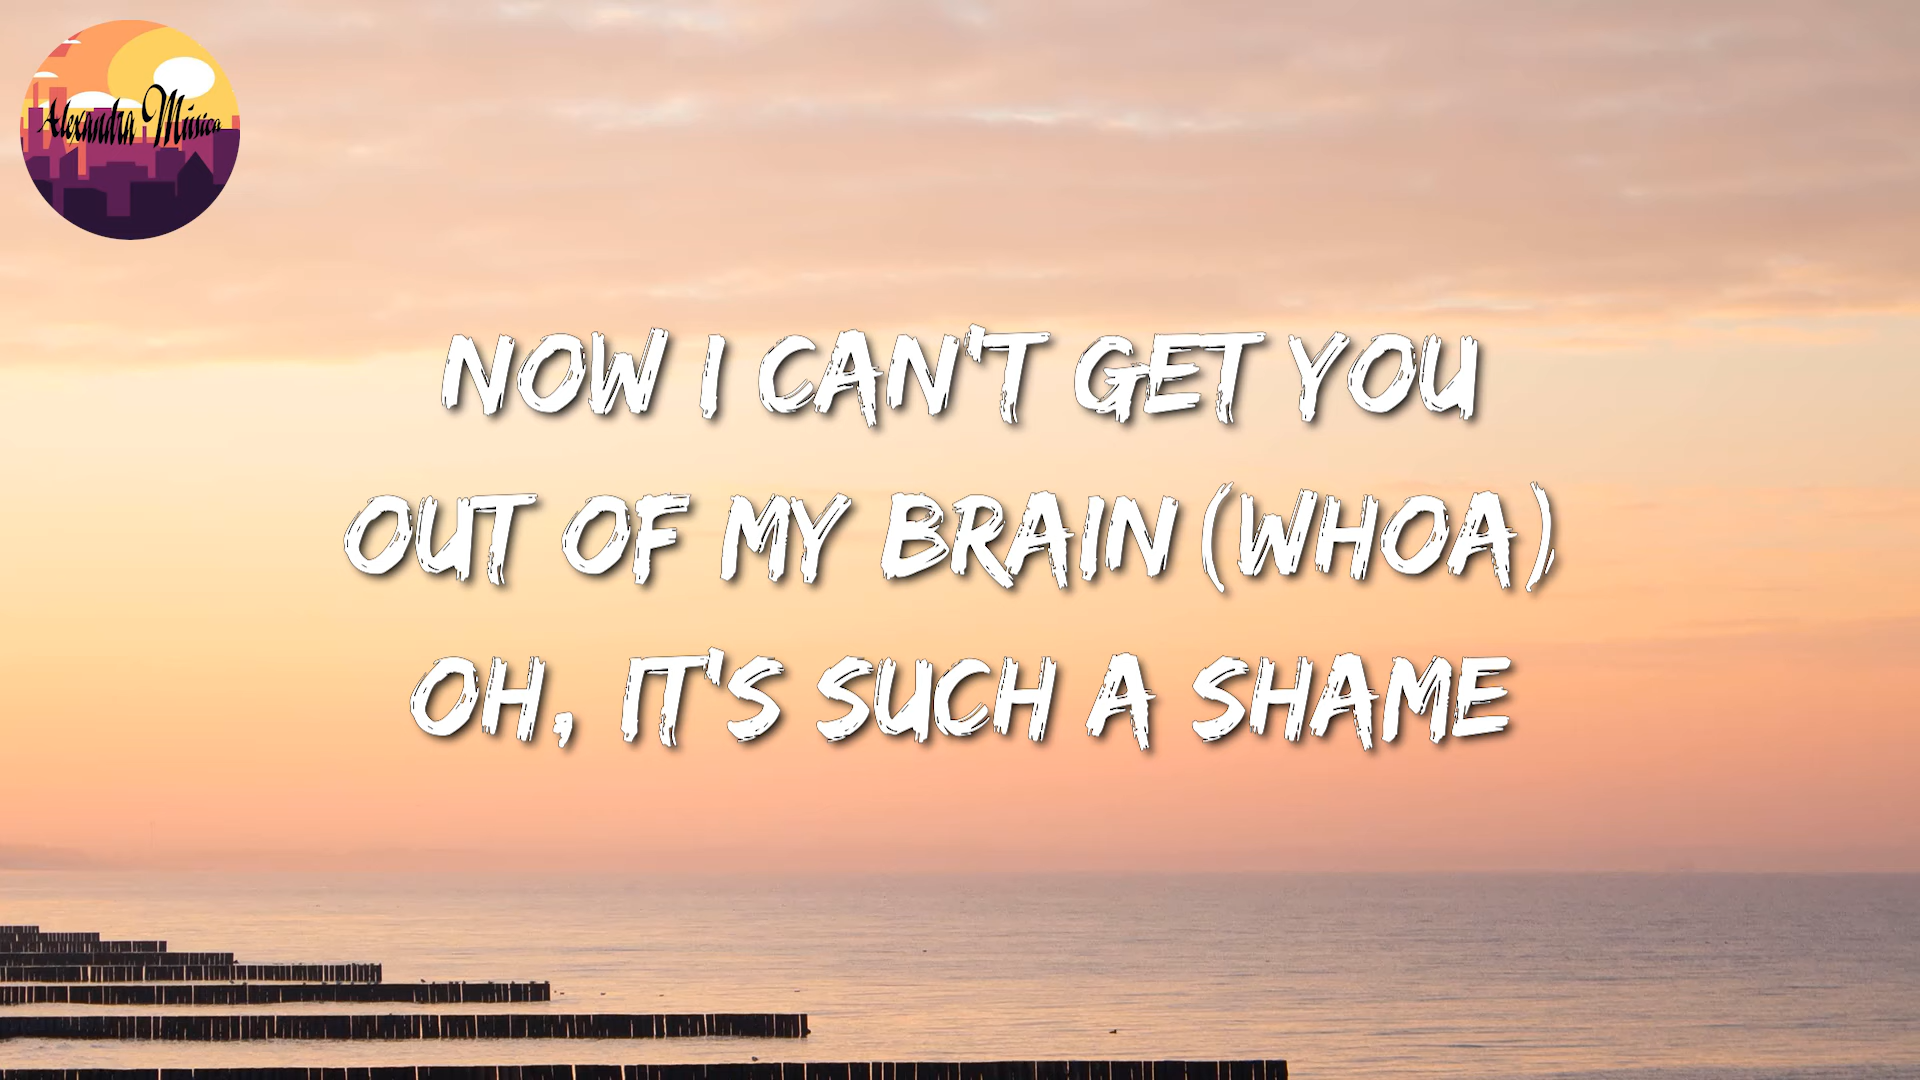 Alexandra Música
NOW I CAN'T GET YOU
OUT OF MY BRAIN (WHOA)
OH, IT'S SUCH A SHAME